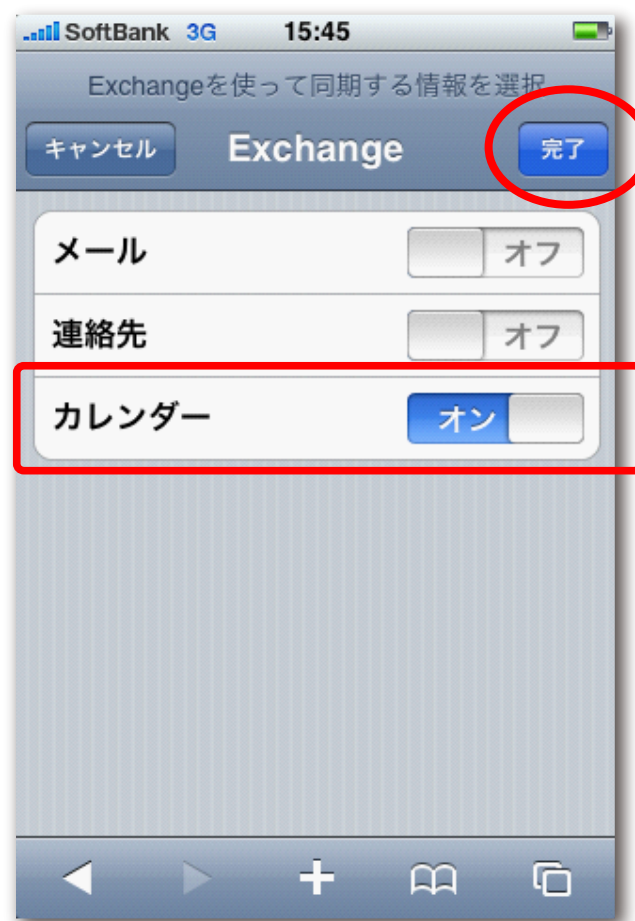 SoftBank 3G 15:45
Exchangeを使って同期する情報を選択
キャンセル Exchange 完了
メール オフ
連絡先 オフ
カレンダー オン